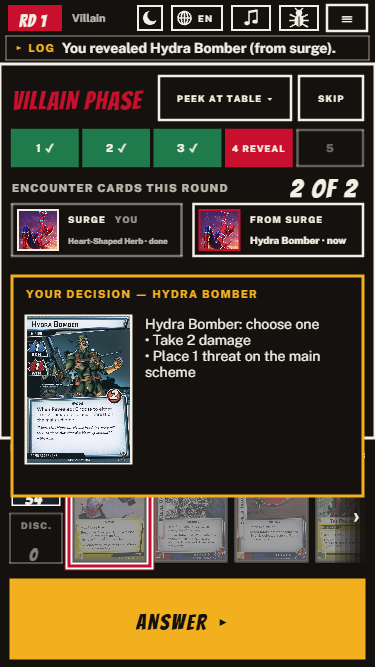 RD 1 Villain EN
▸ LOG You revealed Hydra Bomber (from surge).
VILLAIN PHASE PEEK AT TABLE SKIP
1 ✓ 2 ✓ 3 ✓ 4 REVEAL 5
ENCOUNTER CARDS THIS ROUND 2 OF 2
SURGE YOU
Heart-Shaped Herb · done
FROM SURGE
Hydra Bomber · now
YOUR DECISION — HYDRA BOMBER
HYDRA BOMBER
Hydra Bomber: choose one
• Take 2 damage
• Place 1 threat on the main
scheme
DISC.
0
ANSWER ▸